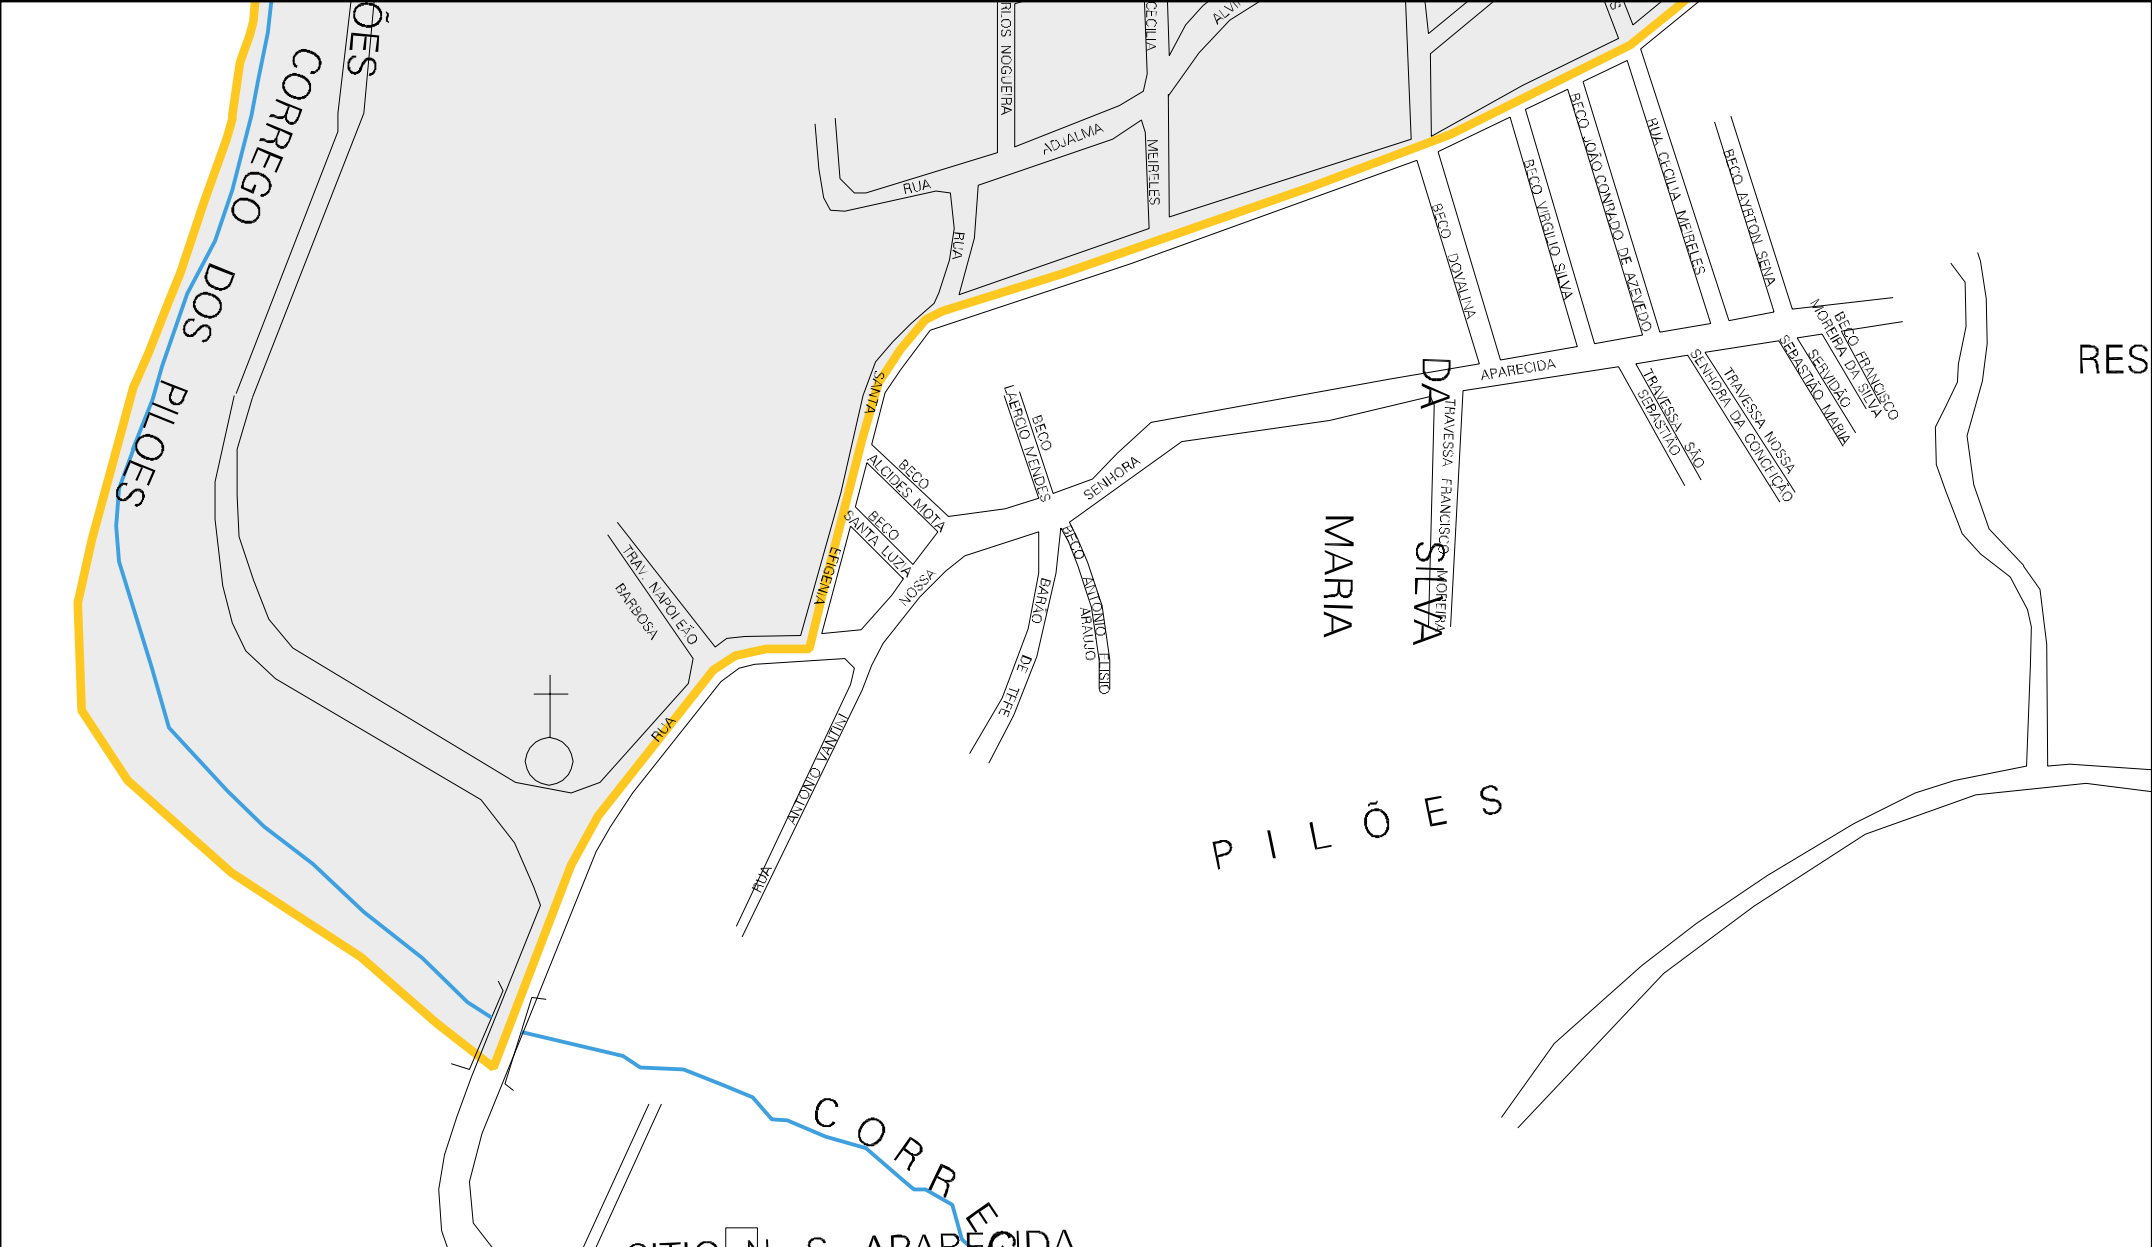 ÕES
CORREGO DOS PILOES
RLOS NOGUEIRA
CECILIA
MEIRELES
RUA
ADJALMA
RUA
RUA
SANTA
EFIGENIA
BECO DOVALINA
BECO VIRGILIO SILVA
BECO JOÃO CONRADO DE AZEVEDO
RUA CECILIA MEIRELES
BECO AYRTON SENA
BECO FRANCISCO
MOREIRA DA SILVA
SERVIDÃO
SEBASTIÃO MARIA
TRAVESSA NOSSA
SENHORA DA CONCEIÇÃO
TRAVESSA SÃO
SEBASTIÃO
NOSSA
SENHORA
APARECIDA
TRAVESSA FRANCISCO MOREIRA
DA SILVA
MARIA
RES
BECO
LAERCIO MENDES
BECO
ALCIDES MOTA
BECO
SANTA LUZIA
TRAV. NAPOLEÃO
BARBOSA
BARÃO DE TEFE
BECO ANTONIO ELISIO
ARAUJO
RUA ANTONIO VANTINI
PILÕES
CORREG
SITIO N. S. APARECIDA